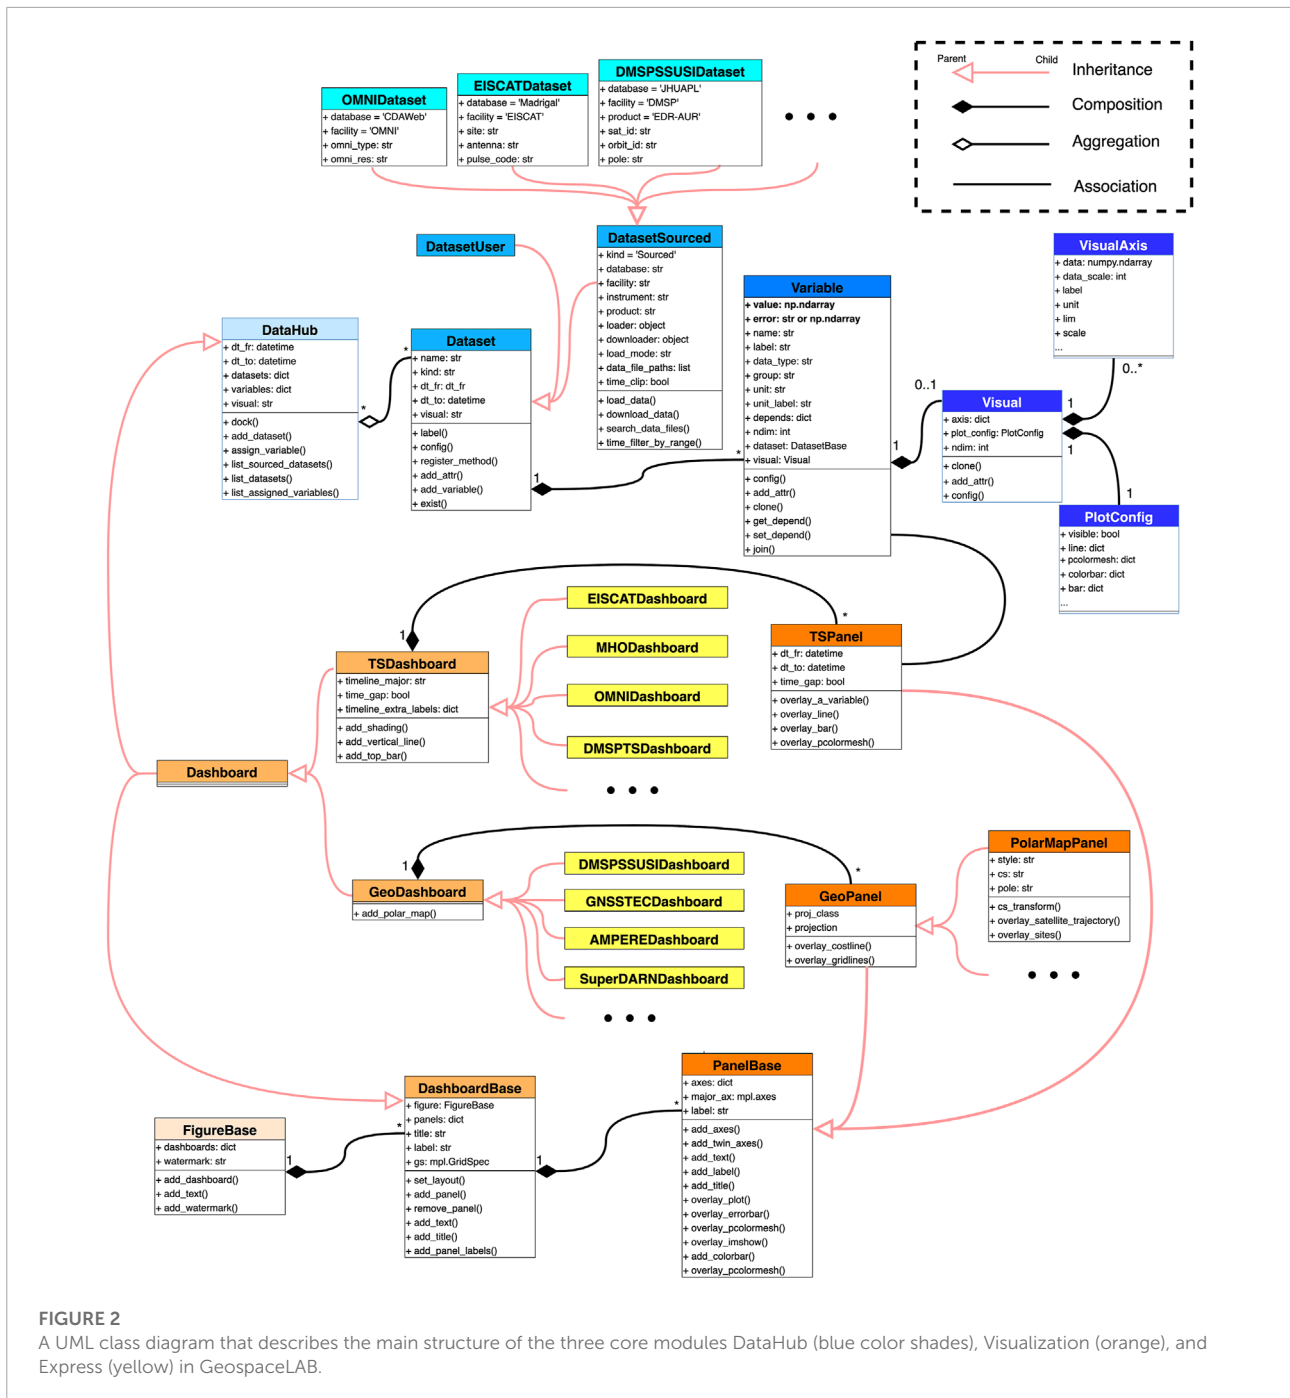 OMNIDataset
+ database = 'CDAWeb'
+ facility = 'OMNI'
+ omni_type: str
+ omni_res: str
EISCATDataset
+ database = 'Madrigal'
+ facility = 'EISCAT'
+ site: str
+ antenna: str
+ pulse_code: str
DMSPSSUSIDataset
+ database = 'JHUAPL'
+ facility = 'DMSP'
+ product = 'EDR-AUR'
+ sat_id: str
+ orbit_id: str
+ pole: str
Parent
Child
Inheritance
Composition
Aggregation
Association
DatasetUser
DatasetSourced
+ kind = 'Sourced'
+ database: str
+ facility: str
+ instrument: str
+ product: str
+ loader: object
+ downloader: object
+ load_mode: str
+ data_file_paths: list
+ time_clip: bool
+ load_data()
+ download_data()
+ search_data_files()
+ time_filter_by_range()
VisualAxis
+ data: numpy.ndarray
+ data_scale: int
+ label
+ unit
+ lim
+ scale
...
0..*
Variable
+ value: np.ndarray
+ error: str or np.ndarray
+ name: str
+ label: str
+ data_type: str
+ group: str
+ unit: str
+ unit_label: str
+ depends: dict
+ ndim: int
+ dataset: DatasetBase
+ visual: Visual
+ config()
+ add_attr()
+ clone()
+ get_depend()
+ set_depend()
+ join()
DataHub
+ dt_fr: datetime
+ dt_to: datetime
+ datasets: dict
+ variables: dict
+ visual: str
+ dock()
+ add_dataset()
+ assign_variable()
+ list_sourced_datasets()
+ list_datasets()
+ list_assigned_variables()
*
*
Dataset
+ name: str
+ kind: str
+ dt_fr: dt_fr
+ dt_to: datetime
+ visual: str
+ label()
+ config()
+ register_method()
+ add_attr()
+ add_variable()
+ exist()
1
*
1
0..1
Visual
+ axis: dict
+ plot_config: PlotConfig
+ ndim: int
+ clone()
+ add_attr()
+ config()
1
1
1
PlotConfig
+ visible: bool
+ line: dict
+ pcolormesh: dict
+ colorbar: dict
+ bar: dict
...
EISCATDashboard
MHODashboard
OMNIDashboard
DMPSTSDashboard
1
*
TSDashboard
+ timeline_major: str
+ time_gap: bool
+ timeline_extra_labels: dict
+ add_shading()
+ add_vertical_line()
+ add_top_bar()
TSPanel
+ dt_fr: datetime
+ dt_to: datetime
+ time_gap: bool
+ overlay_a_variable()
+ overlay_line()
+ overlay_bar()
+ overlay_pcolormesh()
Dashboard
1
*
GeoDashboard
+ add_polar_map()
DMSPSSUSIDashboard
GNSSTECDashboard
AMPEREDashboard
SuperDARNDashboard
GeoPanel
+ proj_class
+ projection
+ overlay_costline()
+ overlay_gridlines()
PolarMapPanel
+ style: str
+ cs: str
+ pole: str
+ cs_transform()
+ overlay_satellite_trajectory()
+ overlay_sites()
FigureBase
+ dashboards: dict
+ watermark: str
+ add_dashboard()
+ add_text()
+ add_watermark()
1
*
DashboardBase
+ figure: FigureBase
+ panels: dict
+ title: str
+ label: str
+ gs: mpl.GridSpec
+ set_layout()
+ add_panel()
+ remove_panel()
+ add_text()
+ add_title()
+ add_panel_labels()
1
*
PanelBase
+ axes: dict
+ major_ax: mpl.axes
+ label: str
+ add_axes()
+ add_twin_axes()
+ add_text()
+ add_label()
+ add_title()
+ overlay_plot()
+ overlay_errorbar()
+ overlay_pcolormesh()
+ overlay_imshow()
+ add_colorbar()
+ overlay_pcolormesh()
FIGURE 2
A UML class diagram that describes the main structure of the three core modules DataHub (blue color shades), Visualization (orange), and
Express (yellow) in GeospaceLAB.